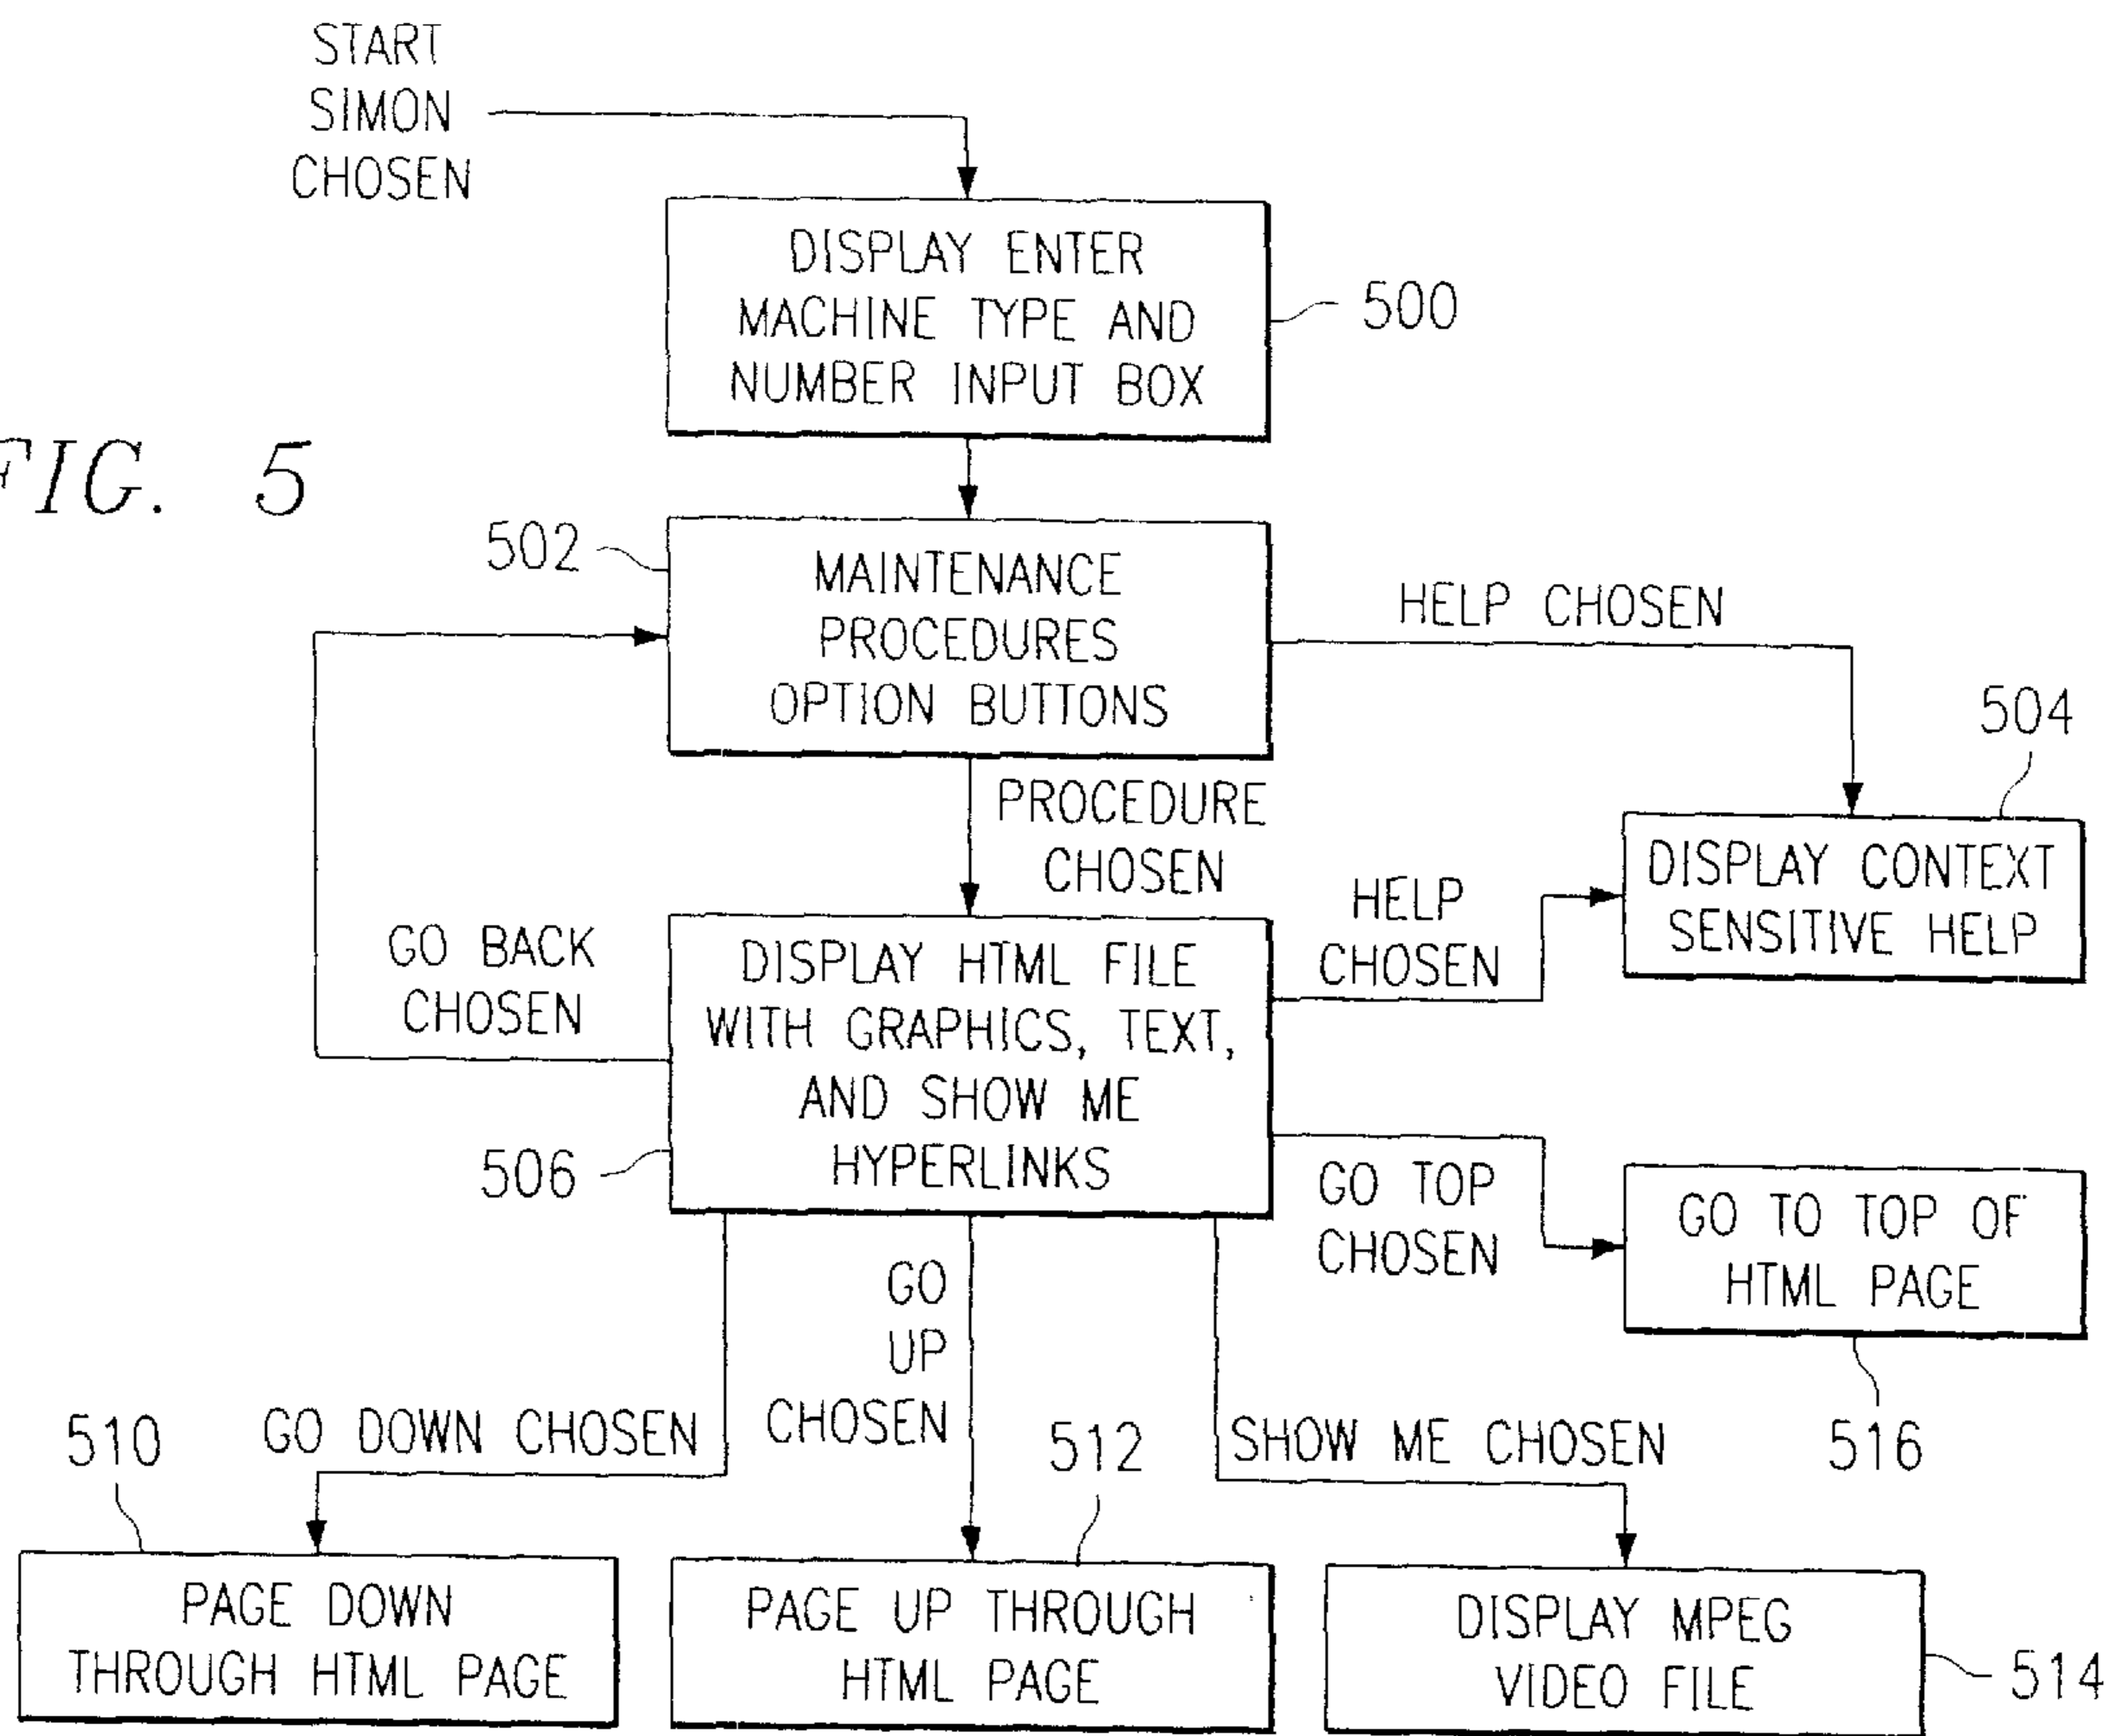 START
SIMON
CHOSEN
DISPLAY ENTER
MACHINE TYPE AND
NUMBER INPUT BOX
500
FIG. 5
502
MAINTENANCE
PROCEDURES
OPTION BUTTONS
HELP CHOSEN
504
PROCEDURE
CHOSEN
DISPLAY CONTEXT
SENSITIVE HELP
HELP
CHOSEN
GO BACK
CHOSEN
DISPLAY HTML FILE
WITH GRAPHICS, TEXT,
AND SHOW ME
HYPERLINKS
506
GO TOP
CHOSEN
GO TO TOP OF
HTML PAGE
516
GO
UP
CHOSEN
510
GO DOWN CHOSEN
512
SHOW ME CHOSEN
PAGE DOWN
THROUGH HTML PAGE
PAGE UP THROUGH
HTML PAGE
DISPLAY MPEG
VIDEO FILE
514